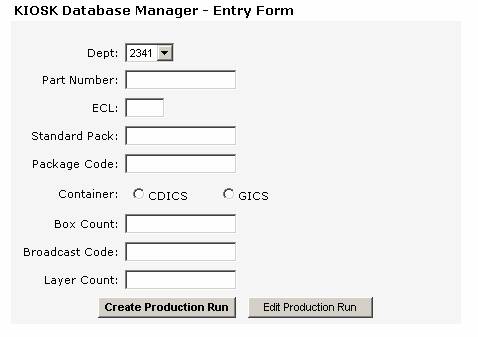 KIOSK Database Manager - Entry Form
Dept: 2341
Part Number:
ECL:
Standard Pack:
Package Code:
Container: CDICS GICS
Box Count:
Broadcast Code:
Layer Count:
Create Production Run Edit Production Run